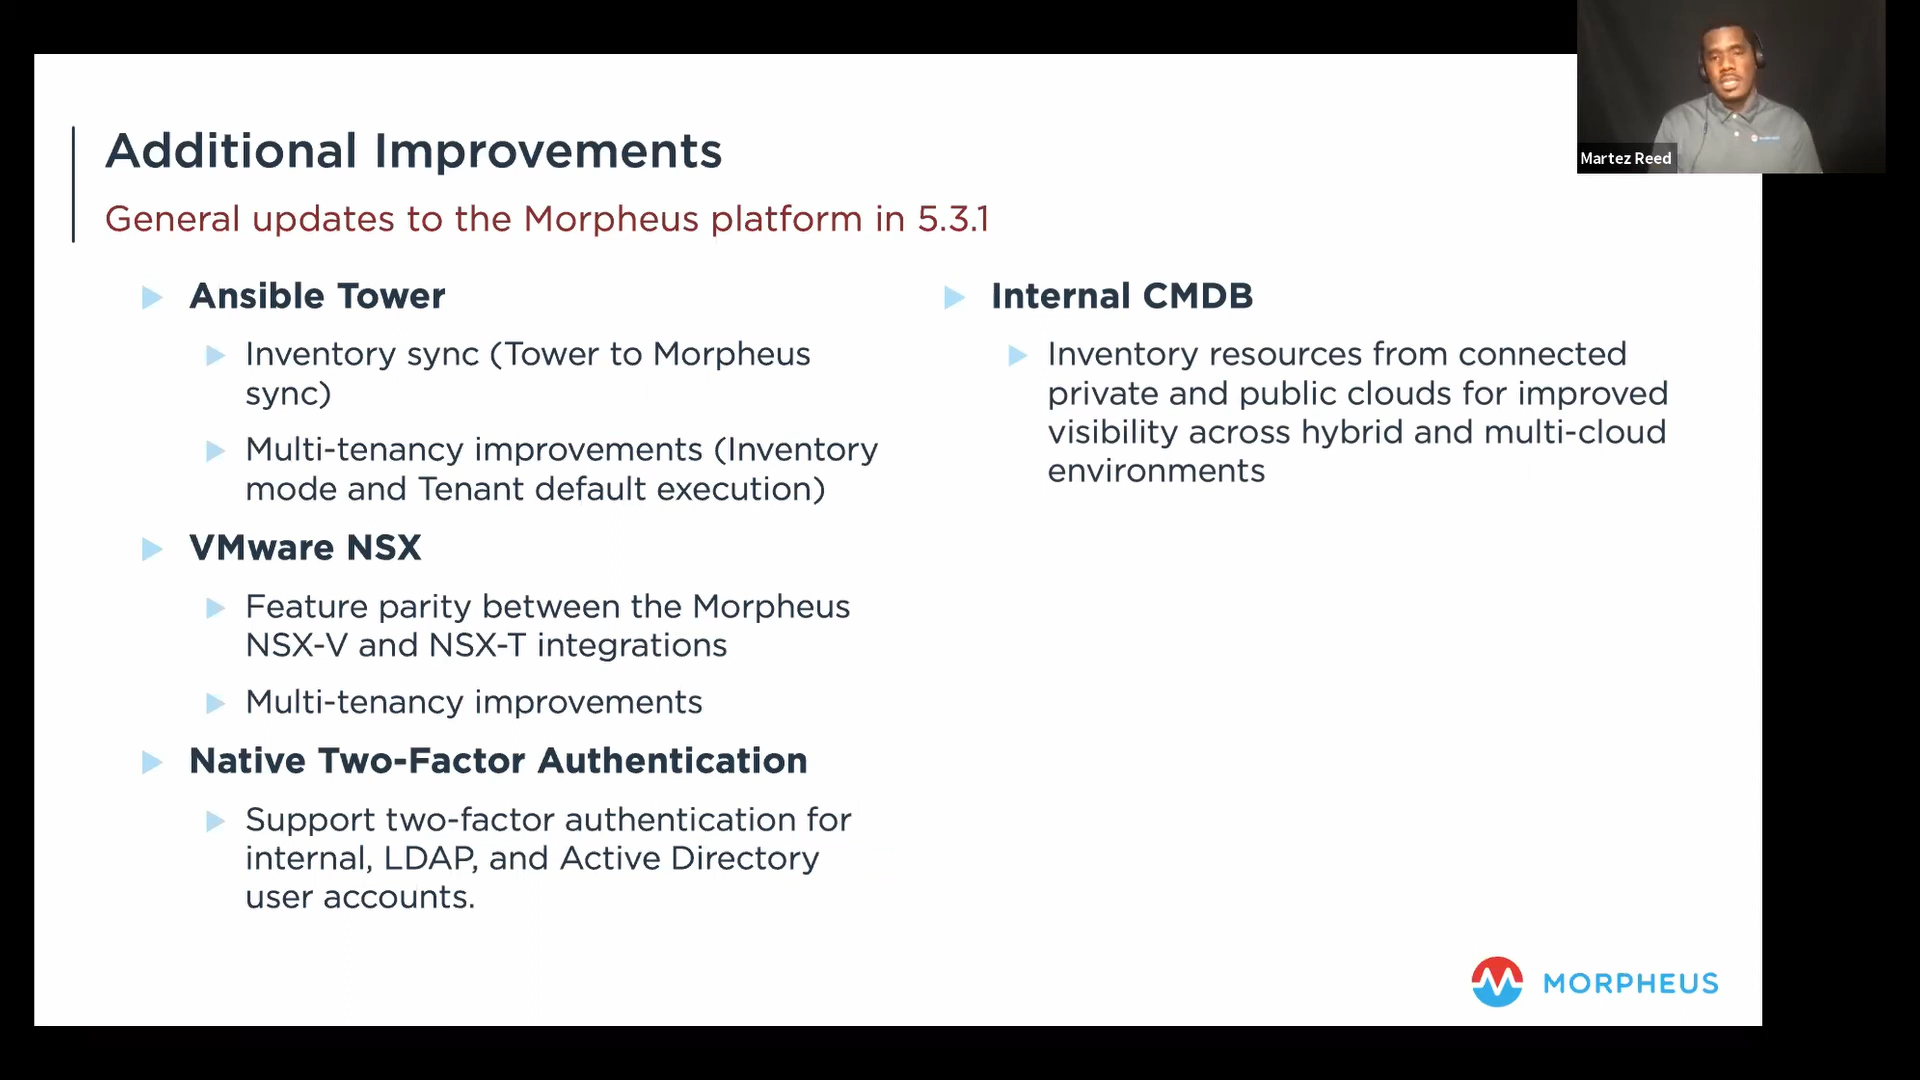 Additional Improvements
General updates to the Morpheus platform in 5.3.1
Ansible Tower
Inventory sync (Tower to Morpheus
sync)
Multi-tenancy improvements (Inventory
mode and Tenant default execution)
VMware NSX
Feature parity between the Morpheus
NSX-V and NSX-T integrations
Multi-tenancy improvements
Native Two-Factor Authentication
Support two-factor authentication for
internal, LDAP, and Active Directory
user accounts.
Internal CMDB
Inventory resources from connected
private and public clouds for improved
visibility across hybrid and multi-cloud
environments
Martez Reed
MORPHEUS